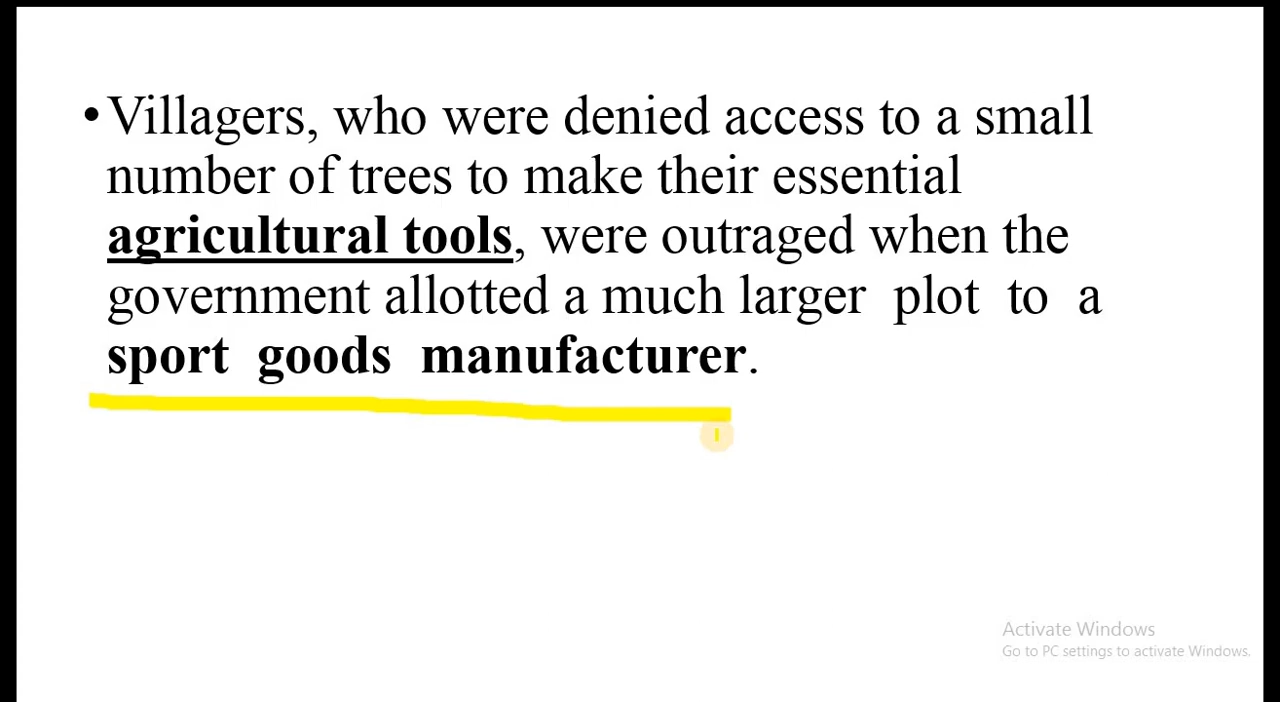 •Villagers, who were denied access to a small
number of trees to make their essential
agricultural tools, were outraged when the
government allotted a much larger plot to a
sport goods manufacturer.
Activate Windows
Go to PC settings to activate Windows.